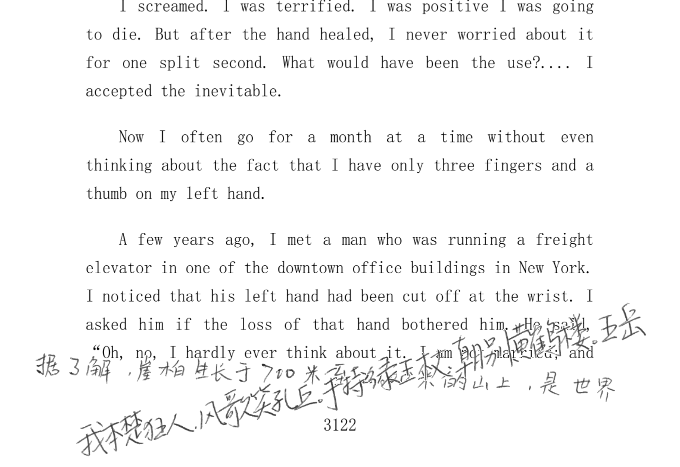 I screamed. I was terrified. I was positive I was going
to die. But after the hand healed, I never worried about it
for one split second. What would have been the use?.... I
accepted the inevitable.
Now I often go for a month at a time without even
thinking about the fact that I have only three fingers and a
thumb on my left hand.
A few years ago, I met a man who was running a freight
elevator in one of the downtown office buildings in New York.
I noticed that his left hand had been cut off at the wrist. I
asked him if the loss of that hand bothered him. He said,
“Oh, no, I hardly ever think about it. I am not married; and
据了解，崖柏生长于700米的山上，是世界
我本楚狂人，风歌笑孔丘。手持绿玉杖，朝别黄鹤楼。五岳
3122